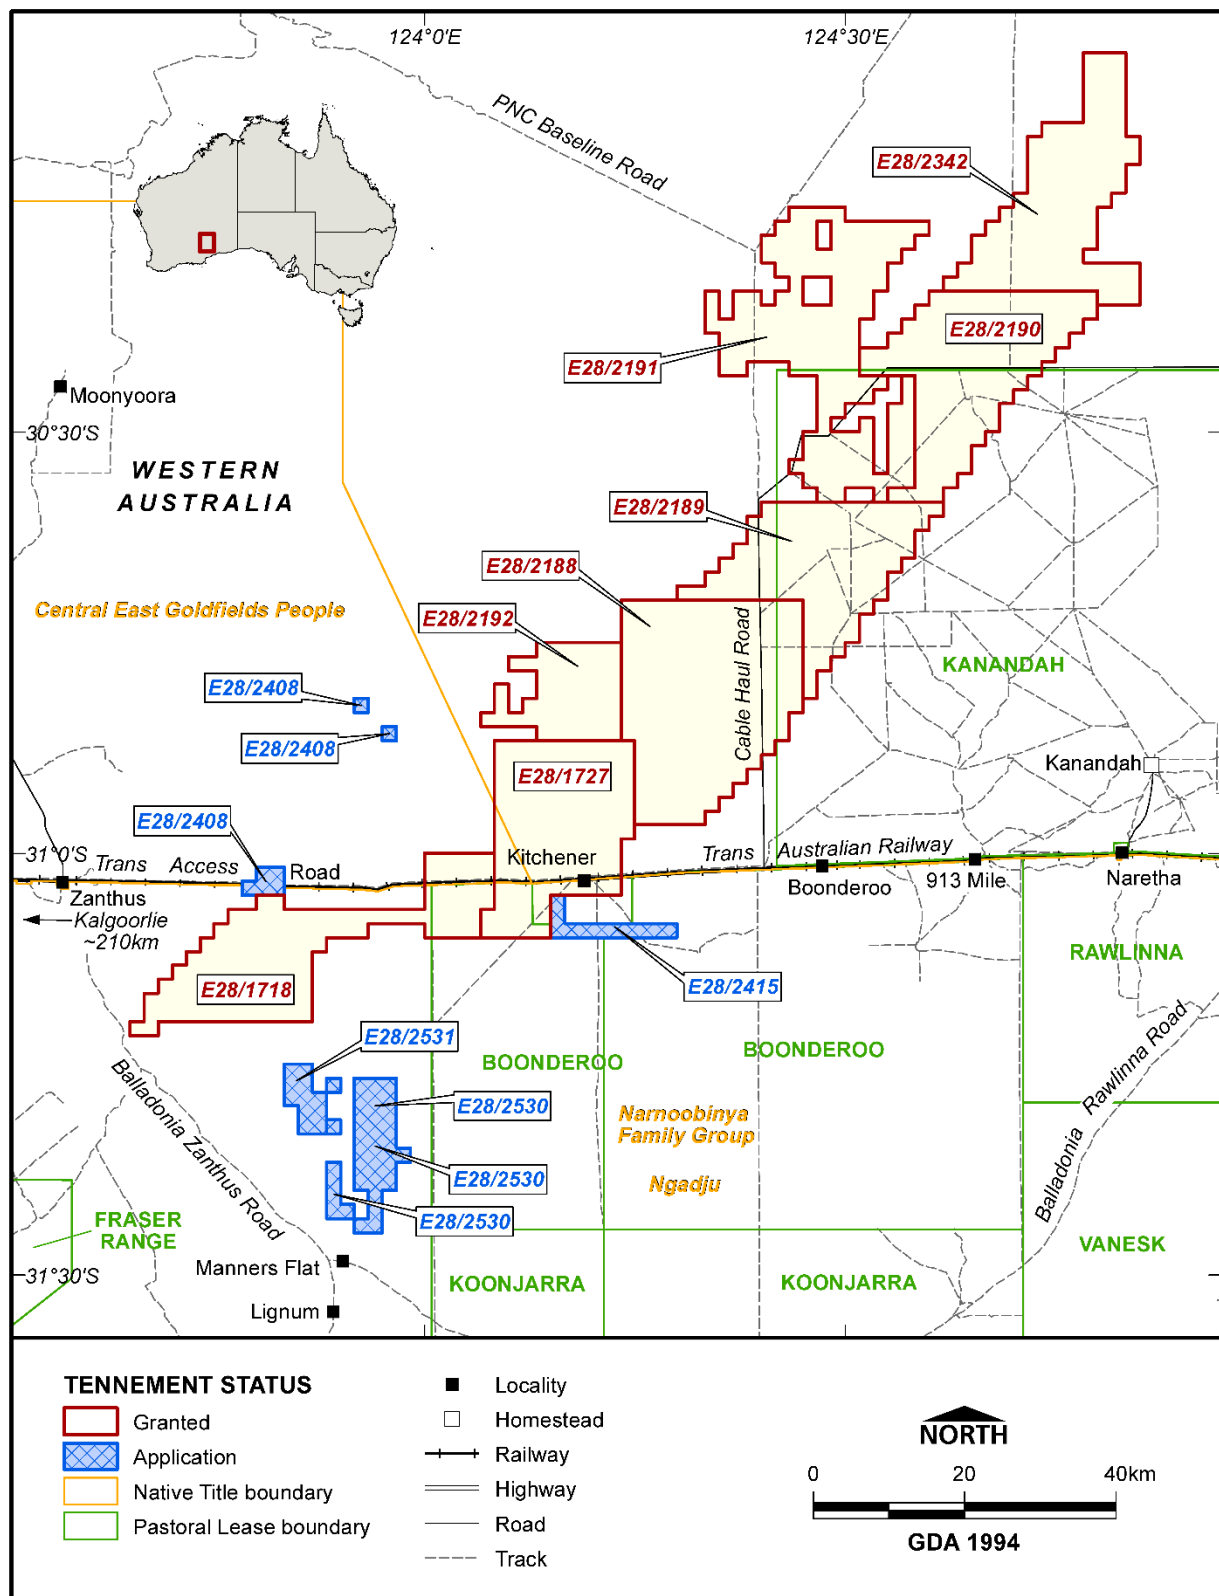 124°0'E
124°30'E
PNC Baseline Road
E28/2342
E28/2190
E28/2191
Moonyoora
30°30'S
WESTERN
AUSTRALIA
E28/2189
E28/2188
Central East Goldfields People
E28/2192
Cable Haul Road
KANANDAH
E28/2408
E28/2408
E28/1727
Kanandah
E28/2408
31°0'S
Trans Access Road
Kitchener
Trans Australian Railway
Zanthus
Boonderoo
913 Mile
Naretha
Kalgoorlie
~210km
RAWLINNA
E28/1718
E28/2415
E28/2531
BOONDEROO
BOONDEROO
Balladonia Zanthus Road
E28/2530
Narnoobinya
Family Group
Balladonia Rawlinna Road
E28/2530
Ngadju
FRASER
RANGE
E28/2530
VANESK
Manners Flat
31°30'S
KOONJARRA
KOONJARRA
Lignum
TENNEMENT STATUS
Granted
Application
Native Title boundary
Pastoral Lease boundary
Locality
Homestead
Railway
Highway
Road
Track
NORTH
0 20 40km
GDA 1994